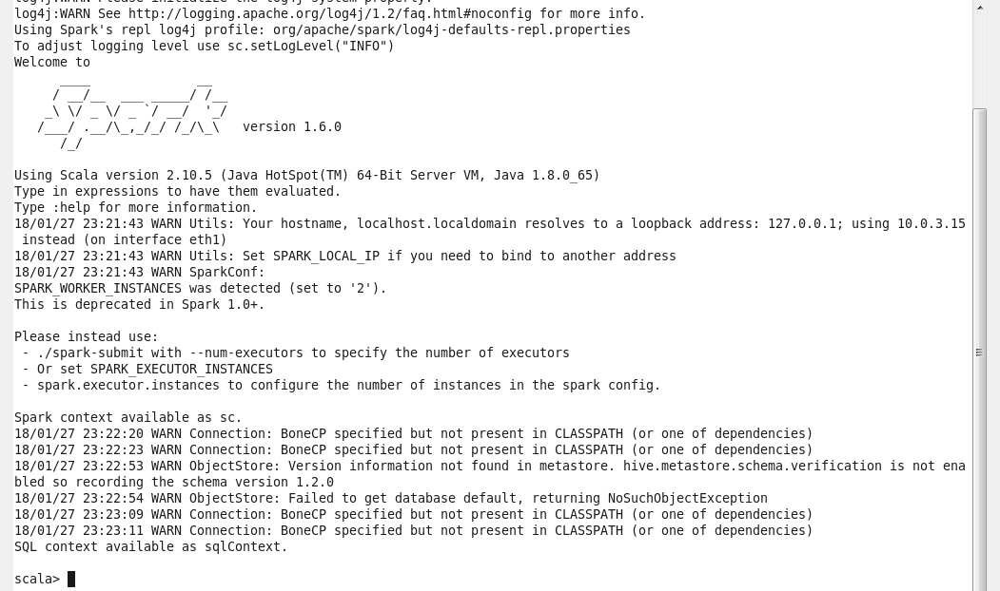 log4j:WARN Please initialize the log4j system properly.
log4j:WARN See http://logging.apache.org/log4j/1.2/faq.html#noconfig for more info.
Using Spark's repl log4j profile: org/apache/spark/log4j-defaults-repl.properties
To adjust logging level use sc.setLogLevel("INFO")
Welcome to
      ____              __
     / __/__  ___ _____/ /__
    _\ \/ _ \/ _ `/ __/  '_/
   /___/ .__/\_,_/_/ /_/\_\   version 1.6.0
      /_/
Using Scala version 2.10.5 (Java HotSpot(TM) 64-Bit Server VM, Java 1.8.0_65)
Type in expressions to have them evaluated.
Type :help for more information.
18/01/27 23:21:43 WARN Utils: Your hostname, localhost.localdomain resolves to a loopback address: 127.0.0.1; using 10.0.3.15
 instead (on interface eth1)
18/01/27 23:21:43 WARN Utils: Set SPARK_LOCAL_IP if you need to bind to another address
18/01/27 23:21:43 WARN SparkConf:
SPARK_WORKER_INSTANCES was detected (set to '2').
This is deprecated in Spark 1.0+.
Please instead use:
 - ./spark-submit with --num-executors to specify the number of executors
 - Or set SPARK_EXECUTOR_INSTANCES
 - spark.executor.instances to configure the number of instances in the spark config.
Spark context available as sc.
18/01/27 23:22:20 WARN Connection: BoneCP specified but not present in CLASSPATH (or one of dependencies)
18/01/27 23:22:23 WARN Connection: BoneCP specified but not present in CLASSPATH (or one of dependencies)
18/01/27 23:22:53 WARN ObjectStore: Version information not found in metastore. hive.metastore.schema.verification is not ena
bled so recording the schema version 1.2.0
18/01/27 23:22:54 WARN ObjectStore: Failed to get database default, returning NoSuchObjectException
18/01/27 23:23:09 WARN Connection: BoneCP specified but not present in CLASSPATH (or one of dependencies)
18/01/27 23:23:11 WARN Connection: BoneCP specified but not present in CLASSPATH (or one of dependencies)
SQL context available as sqlContext.
scala>